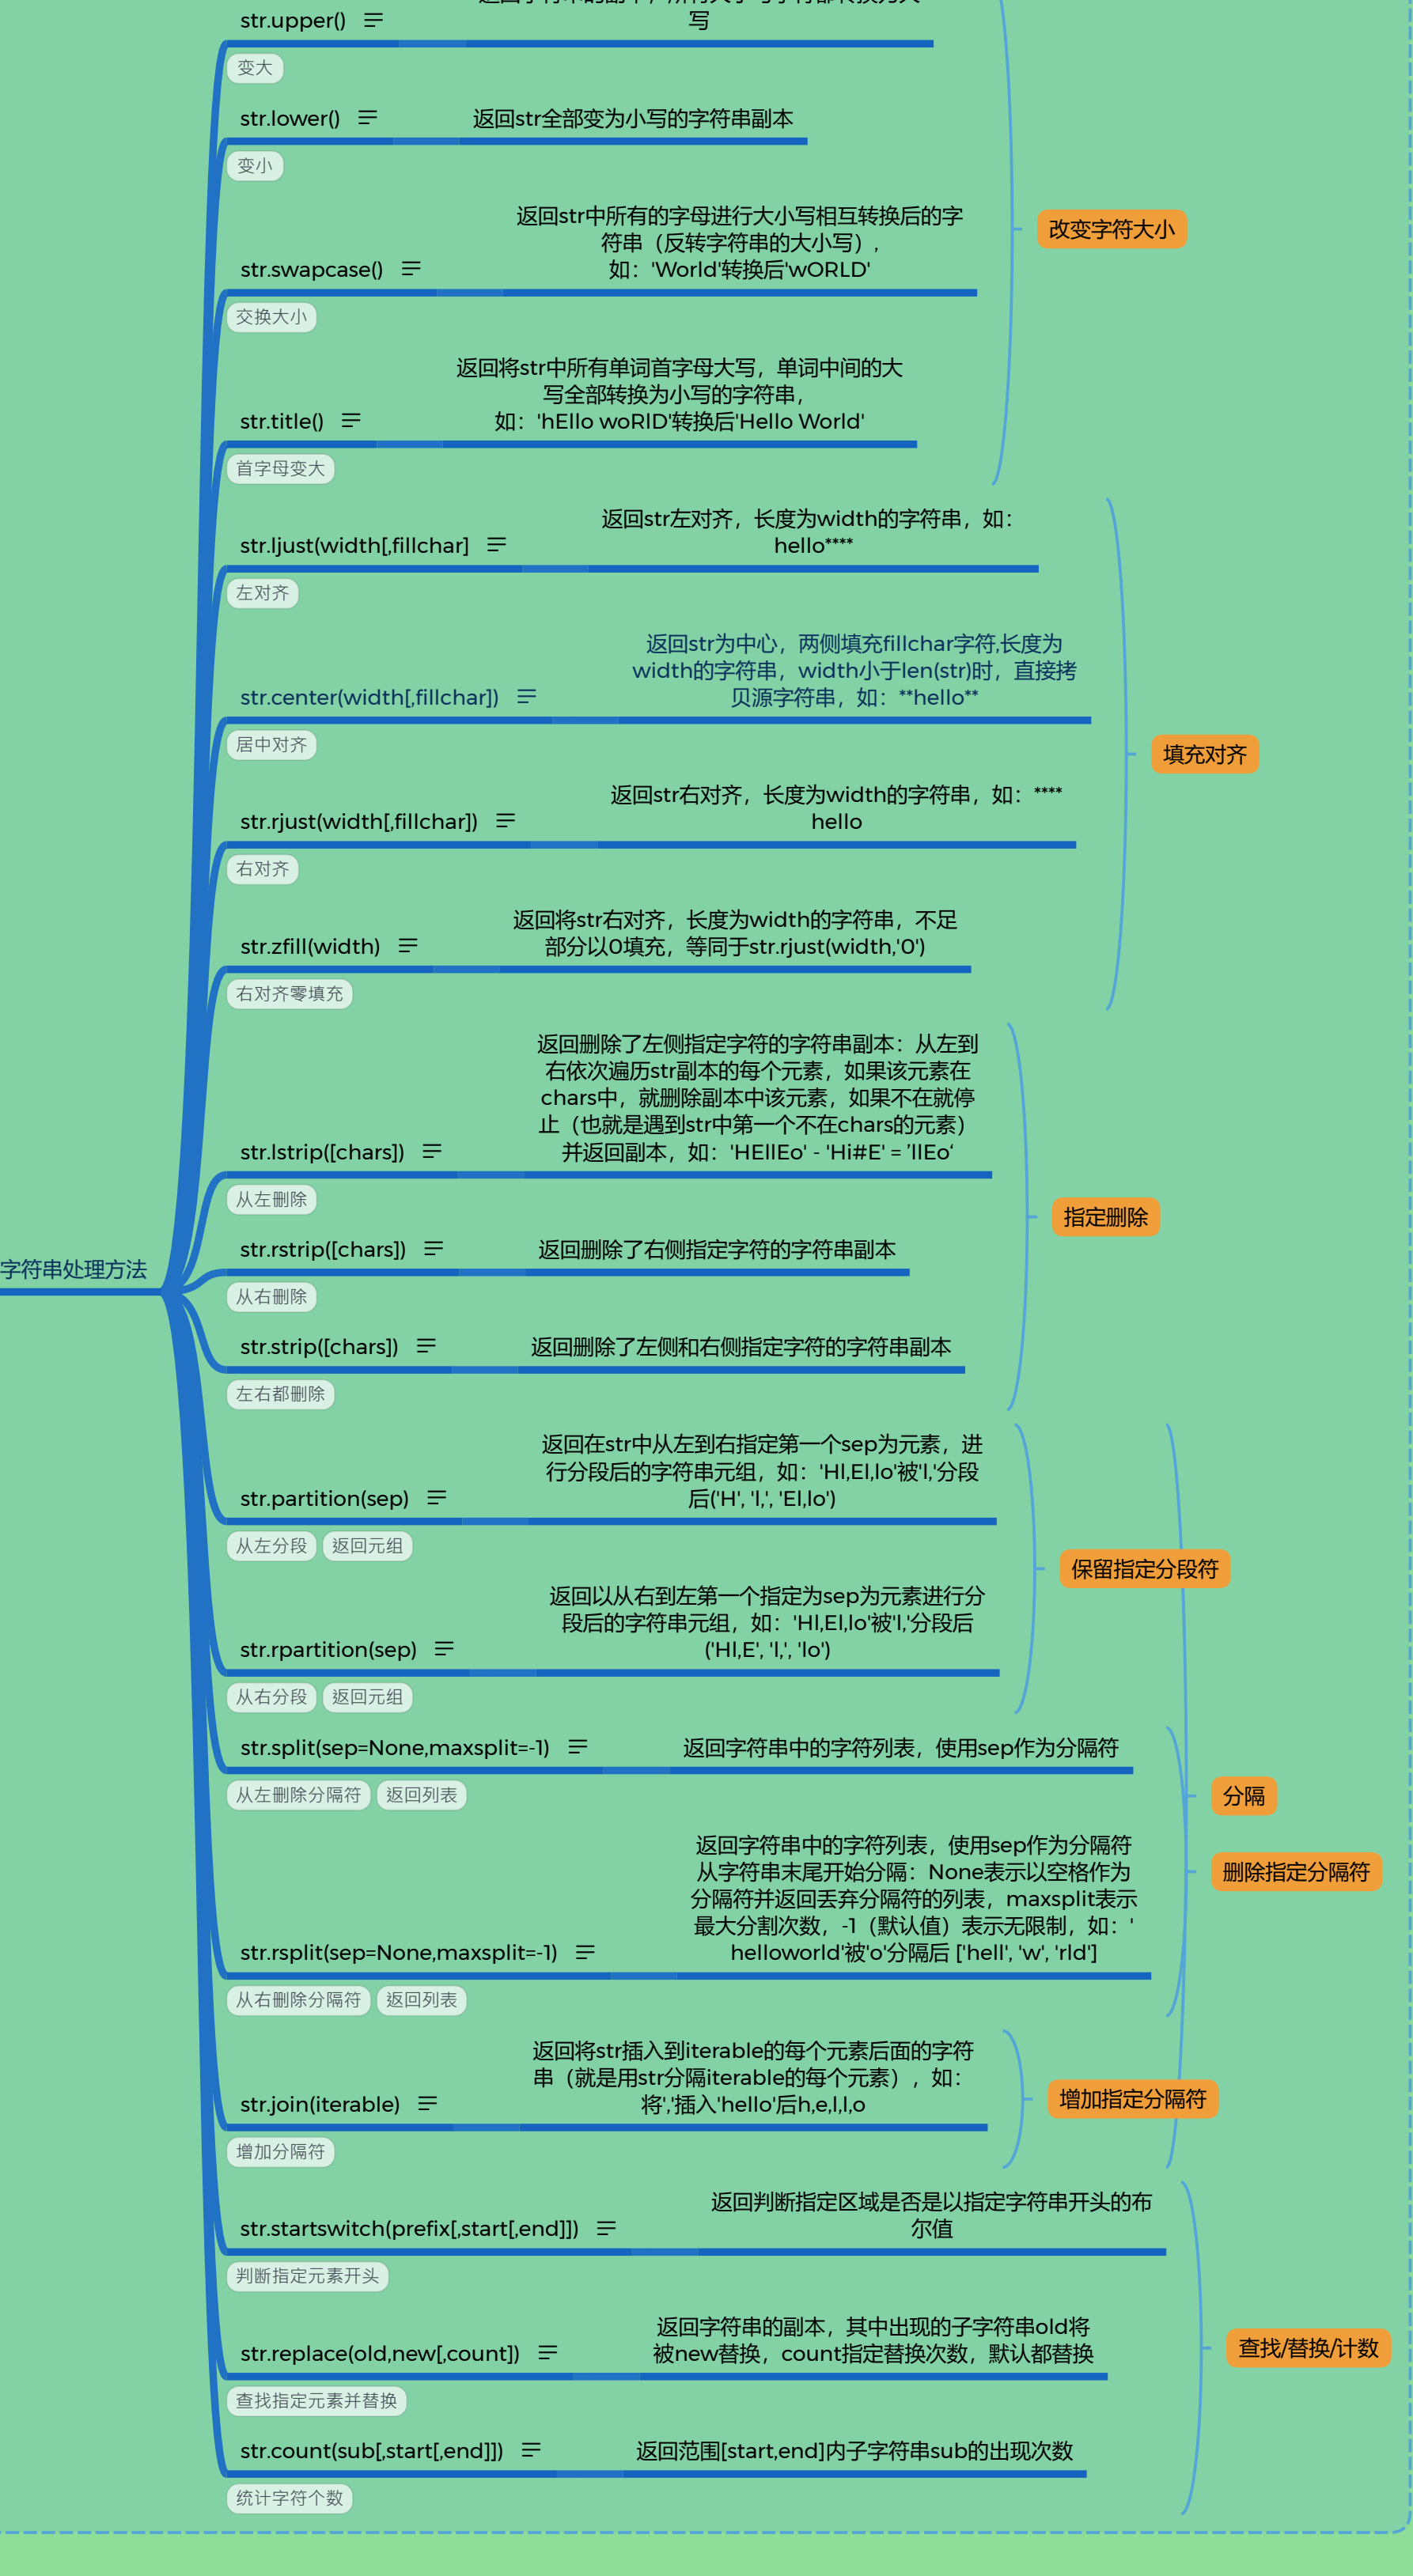 str.upper()
写
变大
str.lower()
返回str全部变为小写的字符串副本
变小
返回str中所有的字母进行大小写相互转换后的字
符串（反转字符串的大小写）,
str.swapcase()
如：'World'转换后'wORLD'
交换大小
改变字符大小
返回将str中所有单词首字母大写，单词中间的大
写全部转换为小写的字符串，
str.title()
如：'hEllo woRlD'转换后'Hello World'
首字母变大
返回str左对齐，长度为width的字符串，如：
str.ljust(width[,fillchar]
hello****
左对齐
返回str为中心，两侧填充fillchar字符,长度为
width的字符串，width小于len(str)时，直接拷
str.center(width[,fillchar])
贝源字符串，如：**hello**
居中对齐
填充对齐
返回str右对齐，长度为width的字符串，如：****
str.rjust(width[,fillchar])
hello
右对齐
返回将str右对齐，长度为width的字符串，不足
str.zfill(width)
部分以0填充，等同于str.rjust(width,'0')
右对齐零填充
返回删除了左侧指定字符的字符串副本：从左到
右依次遍历str副本的每个元素，如果该元素在
chars中，就删除副本中该元素，如果不在就停
止（也就是遇到str中第一个不在chars的元素）
str.lstrip([chars])
并返回副本，如：'HEllEo' - 'Hi#E' = ’llEo‘
从左删除
指定删除
字符串处理方法
str.rstrip([chars])
返回删除了右侧指定字符的字符串副本
从右删除
str.strip([chars])
返回删除了左侧和右侧指定字符的字符串副本
左右都删除
返回在str中从左到右指定第一个sep为元素，进
行分段后的字符串元组，如：'Hl,El,lo'被'l,'分段
str.partition(sep)
后('H', 'l,', 'El,lo')
从左分段 返回元组
保留指定分段符
返回以从右到左第一个指定为sep为元素进行分
段后的字符串元组，如：'Hl,El,lo'被'l,'分段后
str.rpartition(sep)
('Hl,E', 'l,', 'lo')
从右分段 返回元组
str.split(sep=None,maxsplit=-1)
返回字符串中的字符列表，使用sep作为分隔符
从左删除分隔符 返回列表
分隔
删除指定分隔符
返回字符串中的字符列表，使用sep作为分隔符
从字符串末尾开始分隔：None表示以空格作为
分隔符并返回丢弃分隔符的列表，maxsplit表示
最大分割次数，-1（默认值）表示无限制，如：'
str.rsplit(sep=None,maxsplit=-1)
helloworld'被'o'分隔后 ['hell', 'w', 'rld']
从右删除分隔符 返回列表
返回将str插入到iterable的每个元素后面的字符
串（就是用str分隔iterable的每个元素），如：
str.join(iterable)
将','插入'hello'后h,e,l,l,o
增加分隔符
增加指定分隔符
返回判断指定区域是否是以指定字符串开头的布
str.startswitch(prefix[,start[,end]])
尔值
判断指定元素开头
返回字符串的副本，其中出现的子字符串old将
str.replace(old,new[,count])
被new替换，count指定替换次数，默认都替换
查找指定元素并替换
查找/替换/计数
str.count(sub[,start[,end]])
返回范围[start,end]内子字符串sub的出现次数
统计字符个数